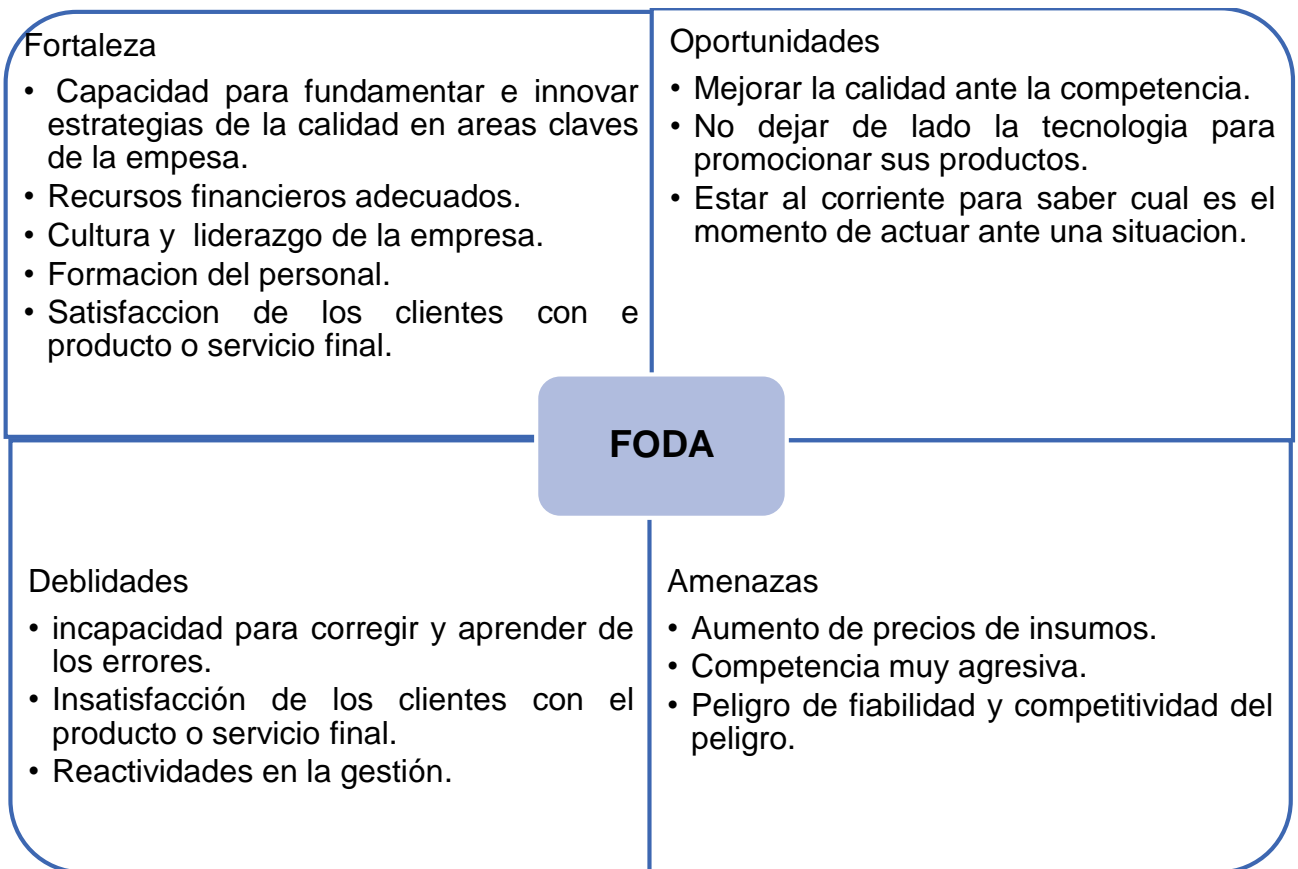 Fortaleza
• Capacidad para fundamentar e innovar
estrategias de la calidad en areas claves
de la empesa.
• Recursos financieros adecuados.
• Cultura y liderazgo de la empresa.
• Formacion del personal.
• Satisfaccion de los clientes con e
producto o servicio final.
Oportunidades
• Mejorar la calidad ante la competencia.
• No dejar de lado la tecnologia para
promocionar sus productos.
• Estar al corriente para saber cual es el
momento de actuar ante una situacion.
FODA
Deblidades
• incapacidad para corregir y aprender de
los errores.
• Insatisfacción de los clientes con el
producto o servicio final.
• Reactividades en la gestión.
Amenazas
• Aumento de precios de insumos.
• Competencia muy agresiva.
• Peligro de fiabilidad y competitividad del
peligro.